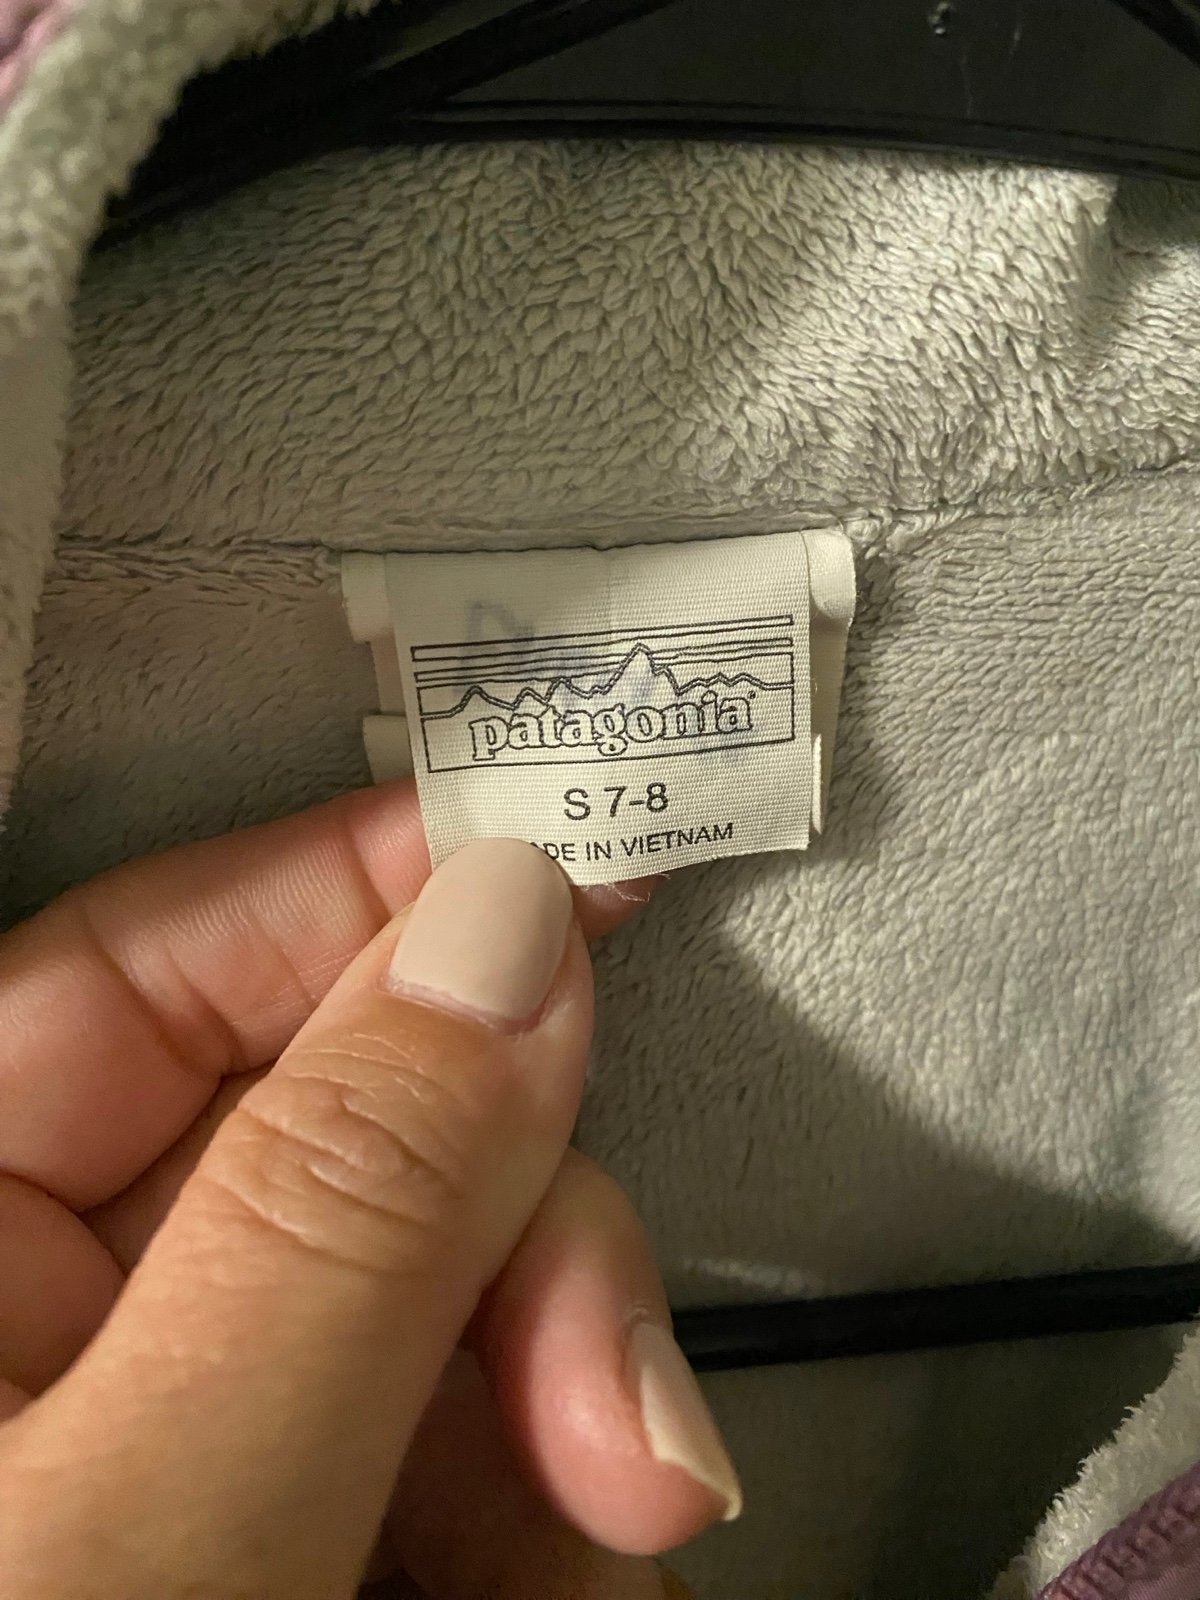 patagonia®
S 7-8
ADE IN VIETNAM